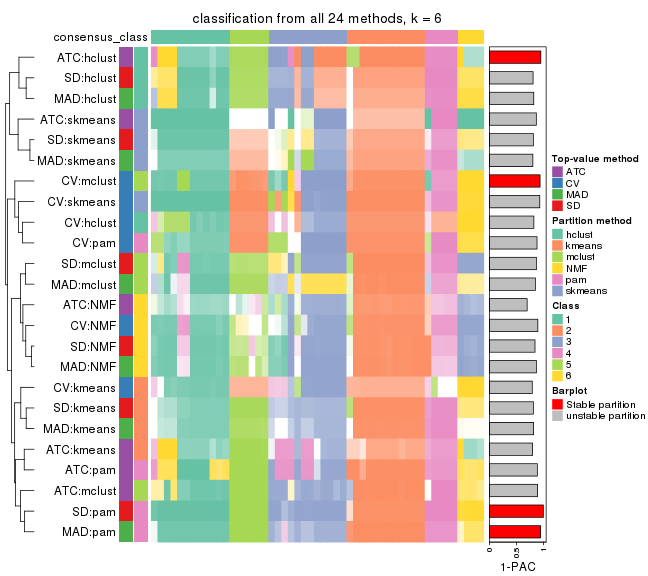 classification from all 24 methods, k = 6
consensus_class
ATC:hclust
SD:hclust
MAD:hclust
ATC:skmeans
SD:skmeans
MAD:skmeans
CV:mclust
CV:skmeans
CV:hclust
CV:pam
SD:mclust
MAD:mclust
ATC:NMF
CV:NMF
SD:NMF
MAD:NMF
CV:kmeans
SD:kmeans
MAD:kmeans
ATC:kmeans
ATC:pam
ATC:mclust
SD:pam
MAD:pam
0
0.5
1
1-PAC
Top-value method
ATC
CV
MAD
SD
Partition method
hclust
kmeans
mclust
NMF
pam
skmeans
Class
1
2
3
4
5
6
Barplot
Stable partition
unstable partition